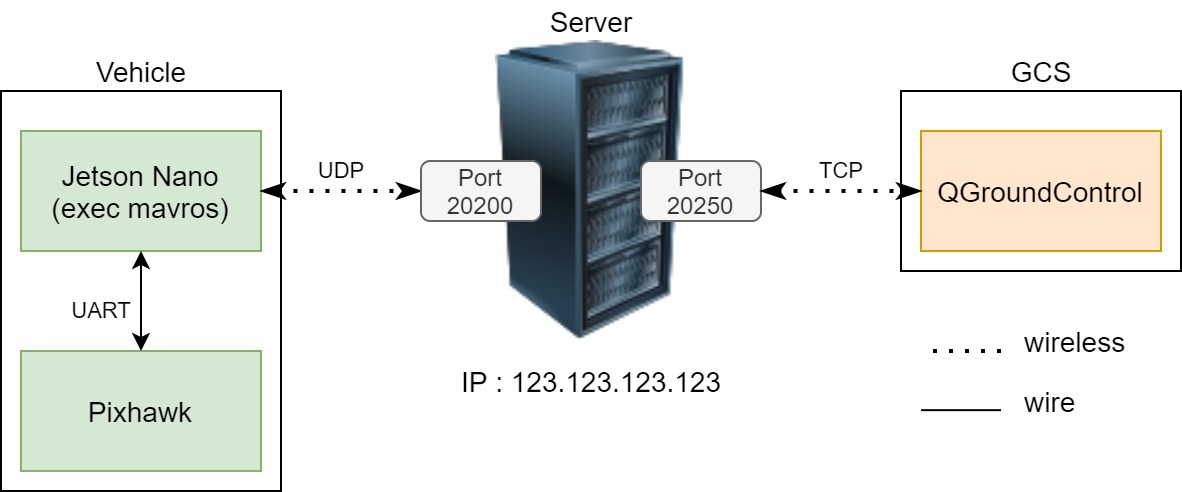 Server
Vehicle
GCS
Jetson Nano
(exec mavros)
UDP
Port
20200
Port
20250
TCP
QGroundControl
UART
Pixhawk
IP : 123.123.123.123
wireless
wire